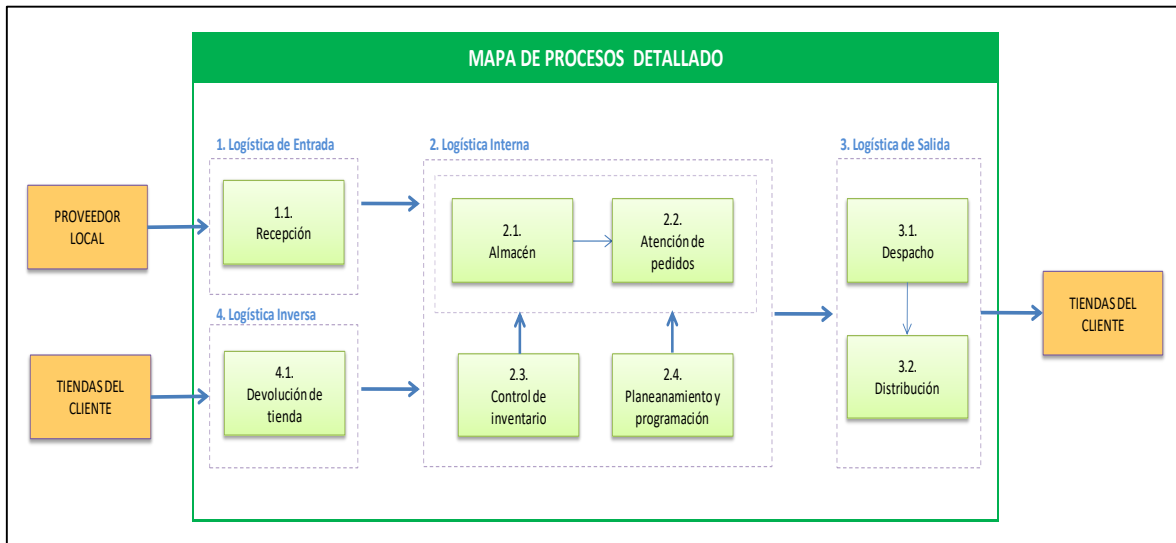 MAPA DE PROCESOS DETALLADO
1. Logística de Entrada
2. Logística Interna
3. Logística de Salida
PROVEEDOR
LOCAL
1.1.
Recepción
2.1.
Almacén
2.2.
Atención de
pedidos
3.1.
Despacho
TIENDAS DEL
CLIENTE
4. Logística Inversa
TIENDAS DEL
CLIENTE
4.1.
Devolución de
tienda
2.3.
Control de
inventario
2.4.
Planeanamiento y
programación
3.2.
Distribución